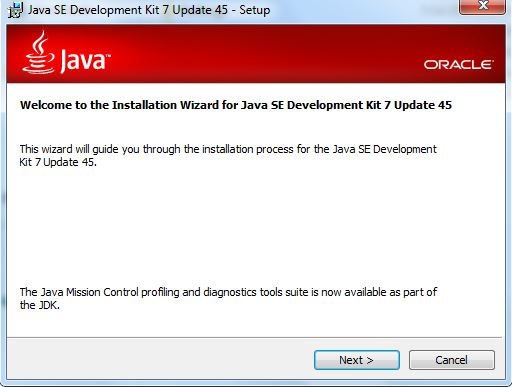 Java SE Development Kit 7 Update 45 - Setup
Java™
ORACLE®
Welcome to the Installation Wizard for Java SE Development Kit 7 Update 45
This wizard will guide you through the installation process for the Java SE Development
Kit 7 Update 45.
The Java Mission Control profiling and diagnostics tools suite is now available as part of
the JDK.
Next >
Cancel